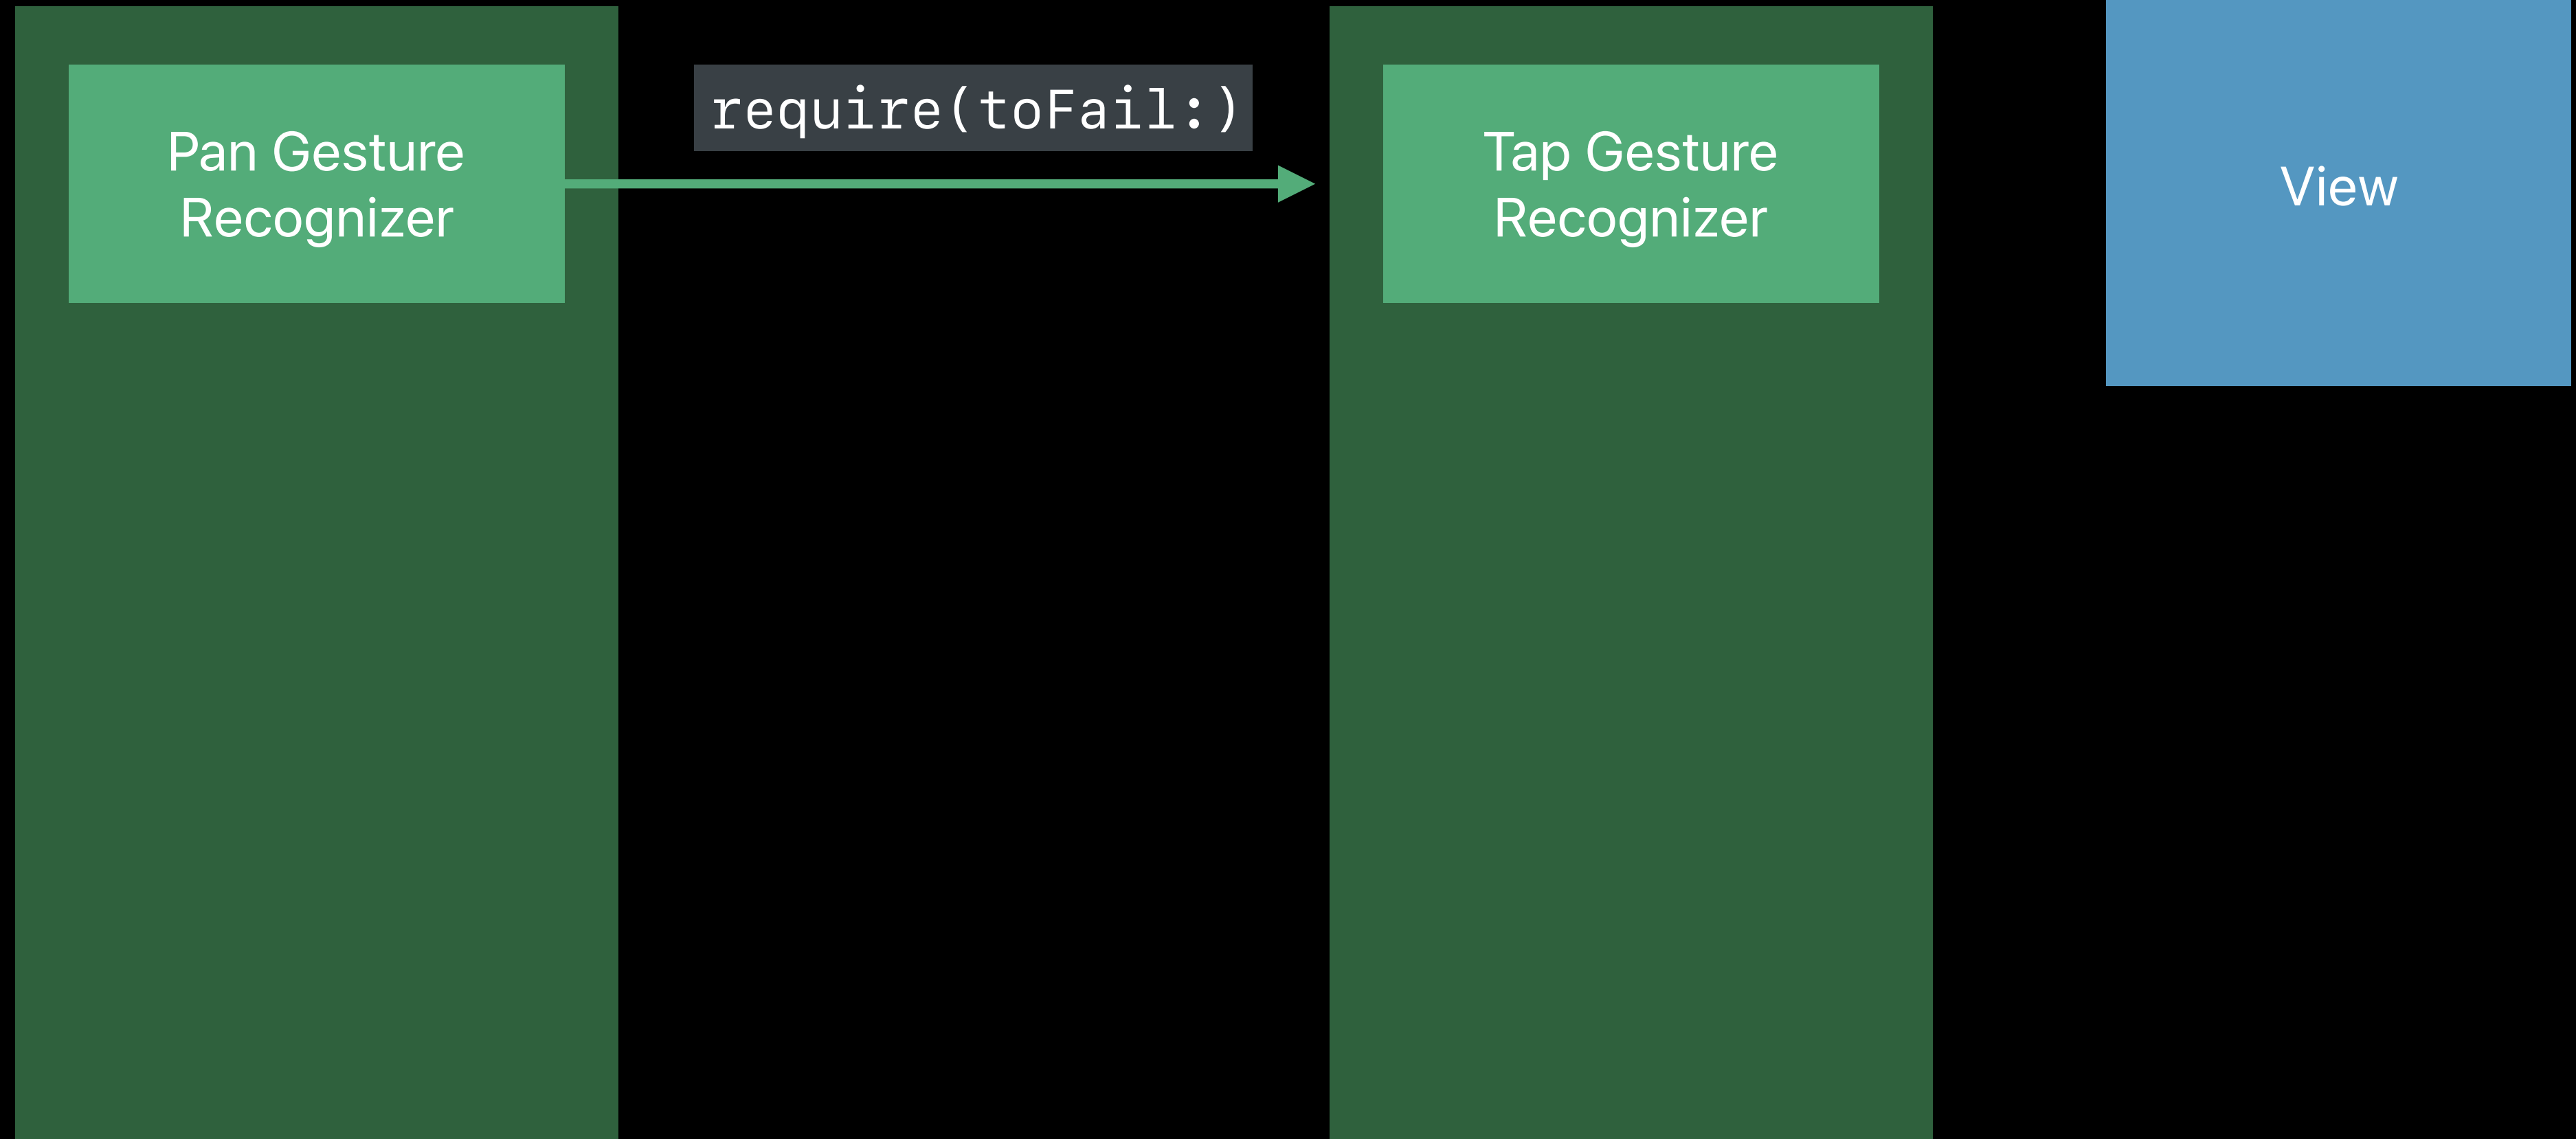 Pan Gesture
Recognizer
require(toFail:)
Tap Gesture
Recognizer
View